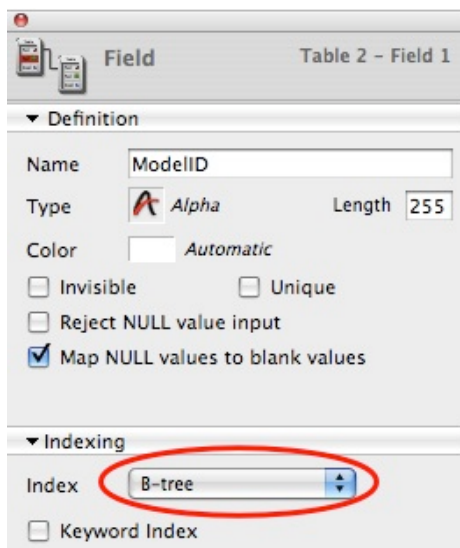 Field Table 2 – Field 1
Definition
Name ModelID
Type Alpha Length 255
Color Automatic
Invisible Unique
Reject NULL value input
Map NULL values to blank values
Indexing
Index B-tree
Keyword Index